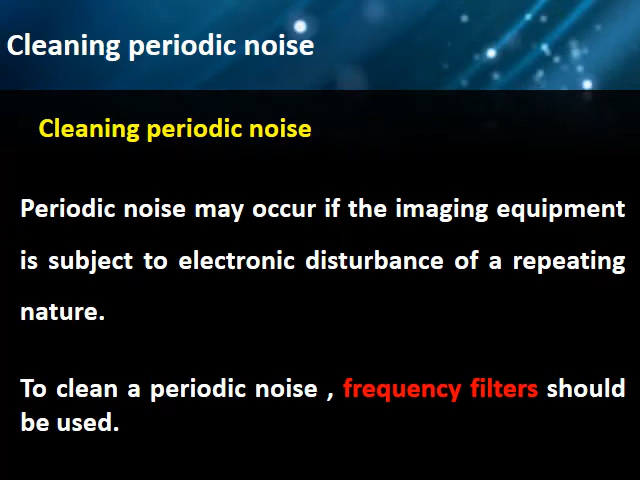 Cleaning periodic noise
Cleaning periodic noise
Periodic noise may occur if the imaging equipment
is subject to electronic disturbance of a repeating
nature.
To clean a periodic noise , frequency filters should
be used.